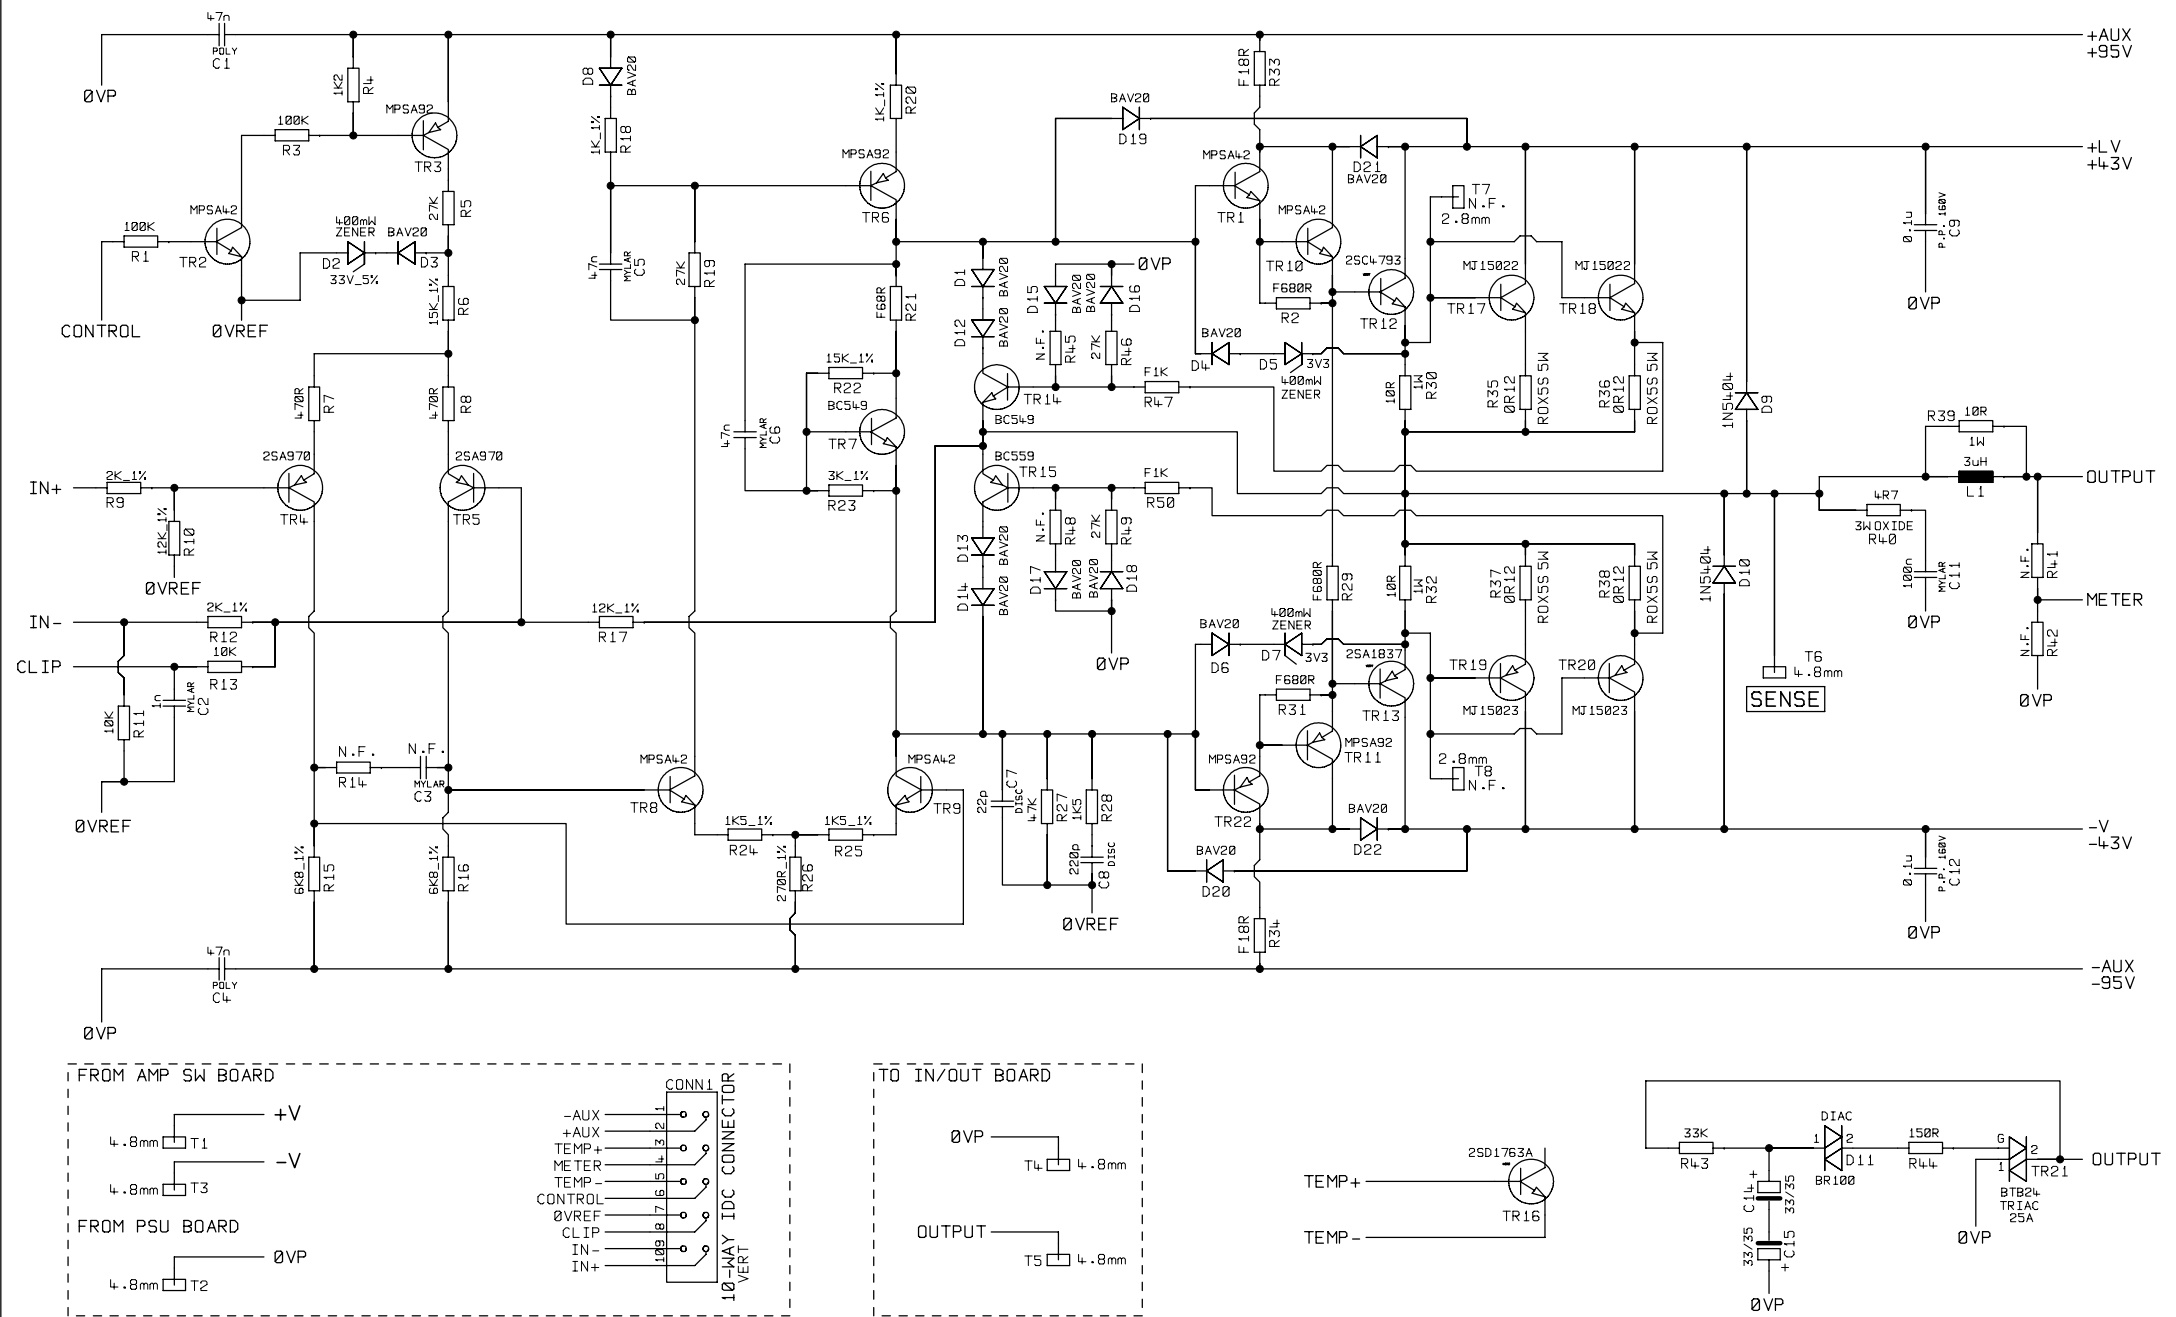 47n
POLY
C1
0VP
1K2
R4
MPSA92
TR3
100K
R3
MPSA42
TR2
100K
R1
CONTROL
0VREF
400mW
ZENER
D2
33V_5%
BAV20
D3
27K
R5
15K_1%
R6
470R
R7
470R
R8
2SA970
TR4
2SA970
TR5
IN+
2K_1%
R9
12K_1%
R10
0VREF
IN-
2K_1%
R12
CLIP
10K
R13
10K
R11
1n
MYLAR
C2
0VREF
N.F.
R14
N.F.
MYLAR
C3
6K8_1%
R15
6K8_1%
R16
47n
POLY
C4
0VP
D8
BAV20
1K_1%
R18
47n
MYLAR
C5
27K
R19
1K_1%
R20
MPSA92
TR6
F68R
R21
15K_1%
R22
BC549
TR7
47n
MYLAR
C6
3K_1%
R23
12K_1%
R17
MPSA42
TR8
MPSA42
TR9
1K5_1%
R24
1K5_1%
R25
270R_1%
R26
D1
BAV20
D12
BAV20
TR14
BC549
BC559
TR15
D13
BAV20
D14
BAV20
D15
BAV20
BAV20
D16
0VP
N.F.
R45
27K
R46
F1K
R47
F1K
R50
N.F.
R48
27K
R49
D17
BAV20
BAV20
D18
0VP
22p
DISC
C7
47K
R27
1K5
R28
220p
DISC
C8
0VREF
BAV20
D19
F18R
R33
MPSA42
TR1
MPSA42
TR10
F680R
R2
D21
BAV20
2SC4793
TR12
BAV20
D4
D5
3V3
400mW
ZENER
10R
1W
R30
T7
N.F.
2.8mm
MJ15022
TR17
MJ15022
TR18
R35
0R12
ROX5S 5W
R36
0R12
ROX5S 5W
F680R
R29
10R
1W
R32
R37
0R12
ROX5S 5W
R38
0R12
ROX5S 5W
BAV20
D6
400mW
ZENER
D7
3V3
2SA1837
TR13
F680R
R31
MPSA92
TR11
MPSA92
TR22
TR19
MJ15023
TR20
MJ15023
2.8mm
T8
N.F.
BAV20
D22
BAV20
D20
F18R
R34
1N5404
D9
1N5404
D10
T6
4.8mm
SENSE
0.1u
P.P. 160V
C9
0VP
R39
10R
1W
3uH
L1
OUTPUT
4R7
3W OXIDE
R40
100n
MYLAR
C11
0VP
N.F.
R41
METER
N.F.
R42
0VP
0.1u
P.P. 160V
C12
0VP
+AUX
+95V
+LV
+43V
-V
-43V
-AUX
-95V
FROM AMP SW BOARD
+V
4.8mm
T1
-V
4.8mm
T3
FROM PSU BOARD
0VP
4.8mm
T2
CONN1
-AUX 1
+AUX 2
TEMP+ 3
METER 4
TEMP- 5
CONTROL 6
0VREF 7
CLIP 8
IN- 9
IN+ 10
10-WAY IDC CONNECTOR
VERT
TO IN/OUT BOARD
0VP
T4
4.8mm
OUTPUT
T5
4.8mm
TEMP+
TEMP-
2SD1763A
TR16
33K
R43
C14
+
33/35
33/35
C15
+
0VP
DIAC
1
2
D11
BR100
150R
R44
G
1
2
TR21
BTB24
TRIAC
25A
0VP
OUTPUT